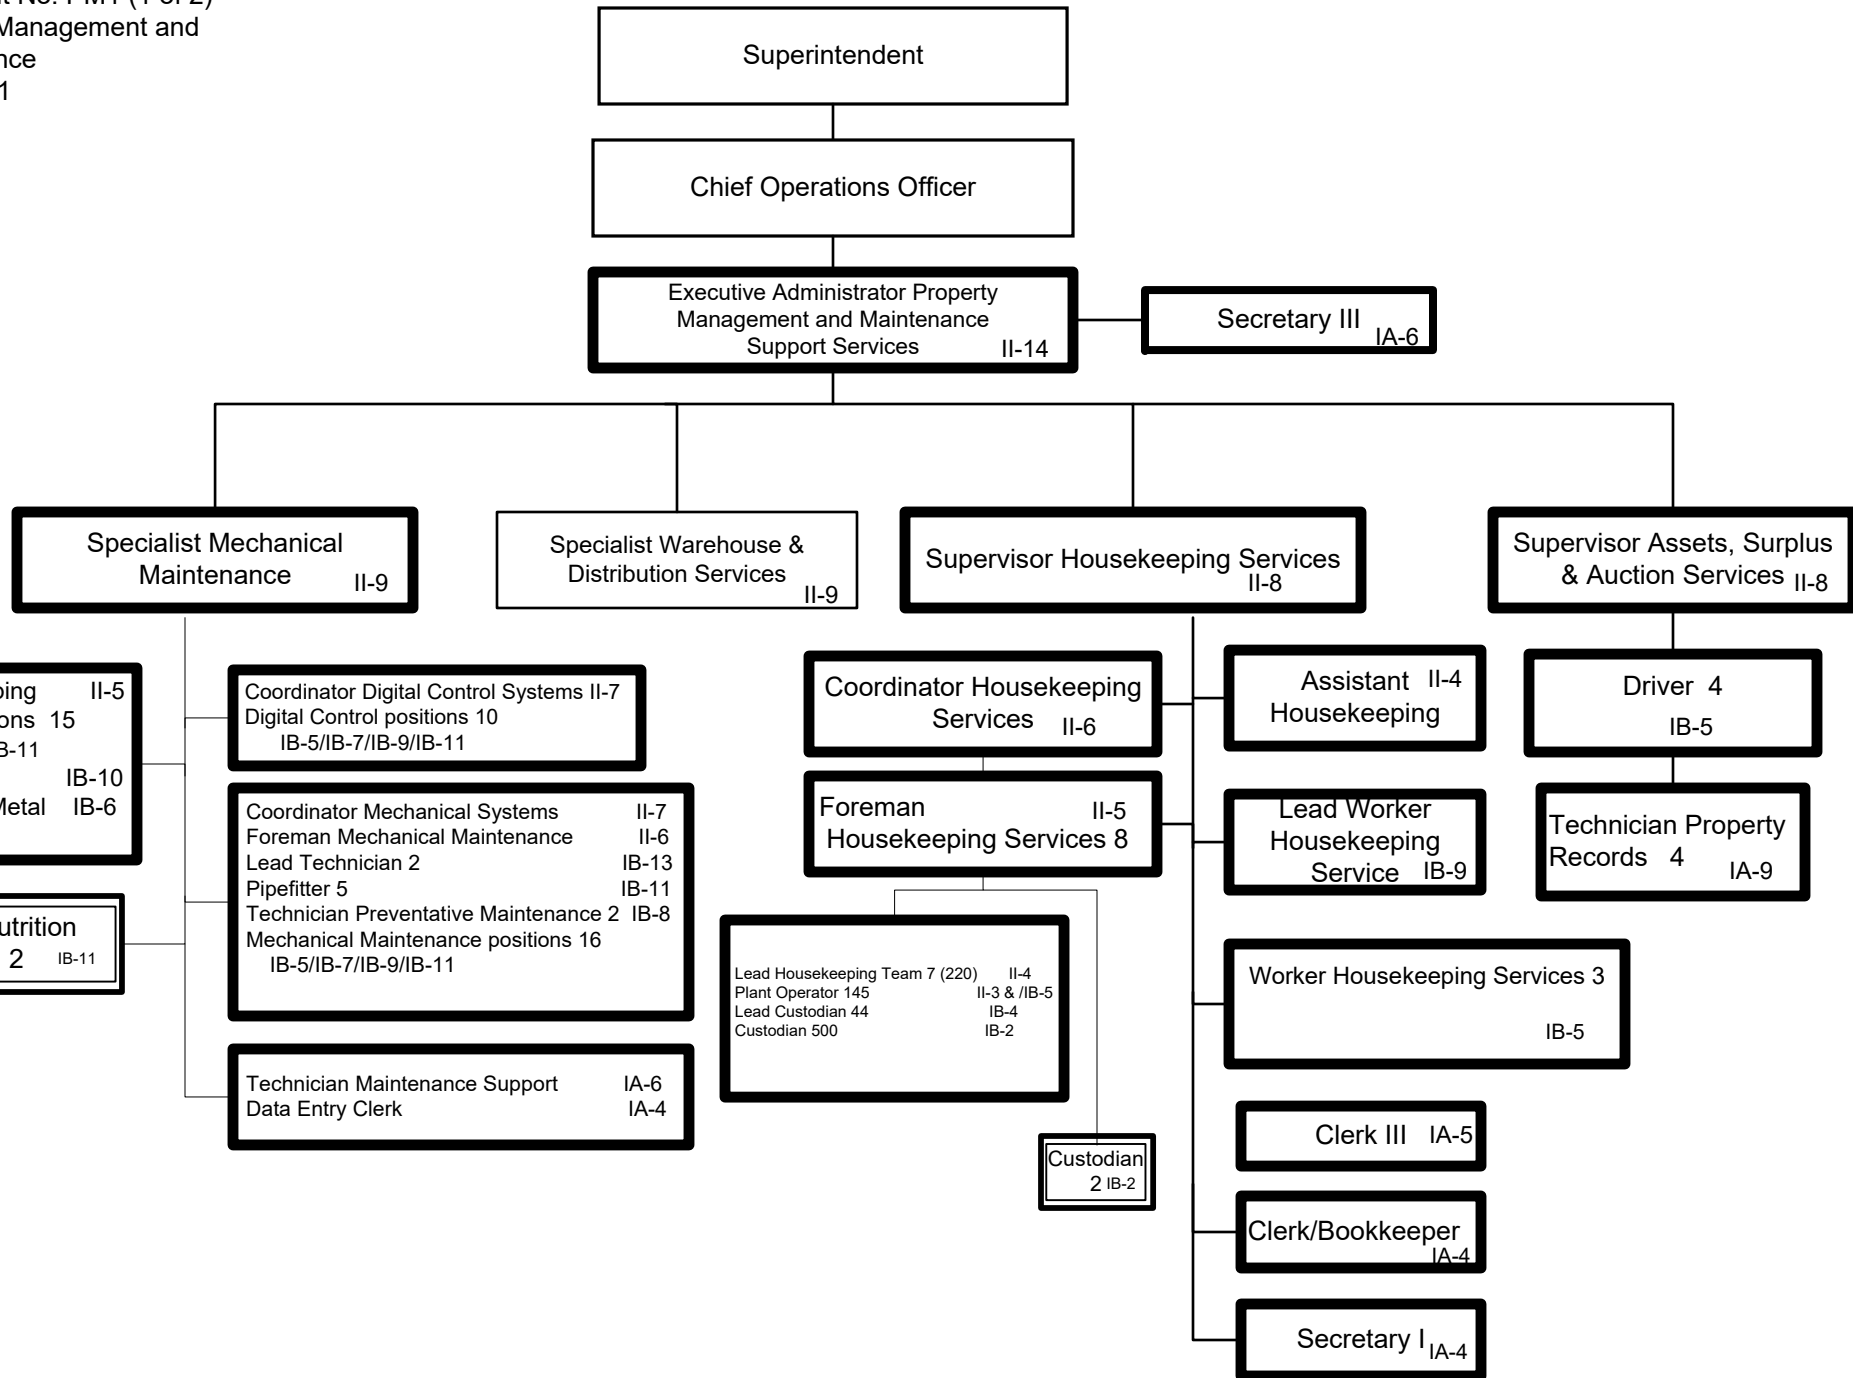 Management and
1
Superintendent
Chief Operations Officer
Executive Administrator Property
Management and Maintenance
Support Services II-14
Secretary III
IA-6
Specialist Mechanical
Maintenance II-9
Specialist Warehouse &
Distribution Services
II-9
Supervisor Housekeeping Services
II-8
Supervisor Assets, Surplus
& Auction Services II-8
II-5
15
IB-10
Metal IB-6
2 IB-11
Coordinator Digital Control Systems II-7
Digital Control positions 10
IB-5/IB-7/IB-9/IB-11
Coordinator Mechanical Systems II-7
Foreman Mechanical Maintenance II-6
Lead Technician 2 IB-13
Pipefitter 5 IB-11
Technician Preventative Maintenance 2 IB-8
Mechanical Maintenance positions 16
IB-5/IB-7/IB-9/IB-11
Technician Maintenance Support IA-6
Data Entry Clerk IA-4
Coordinator Housekeeping
Services II-6
Foreman II-5
Housekeeping Services 8
Lead Housekeeping Team 7 (220) II-4
Plant Operator 145 II-3 & /IB-5
Lead Custodian 44 IB-4
Custodian 500 IB-2
Custodian
2 IB-2
Assistant II-4
Housekeeping
Lead Worker
Housekeeping
Service IB-9
Worker Housekeeping Services 3
IB-5
Clerk III IA-5
Clerk/Bookkeeper
IA-4
Secretary I IA-4
Driver 4
IB-5
Technician Property
Records 4 IA-9